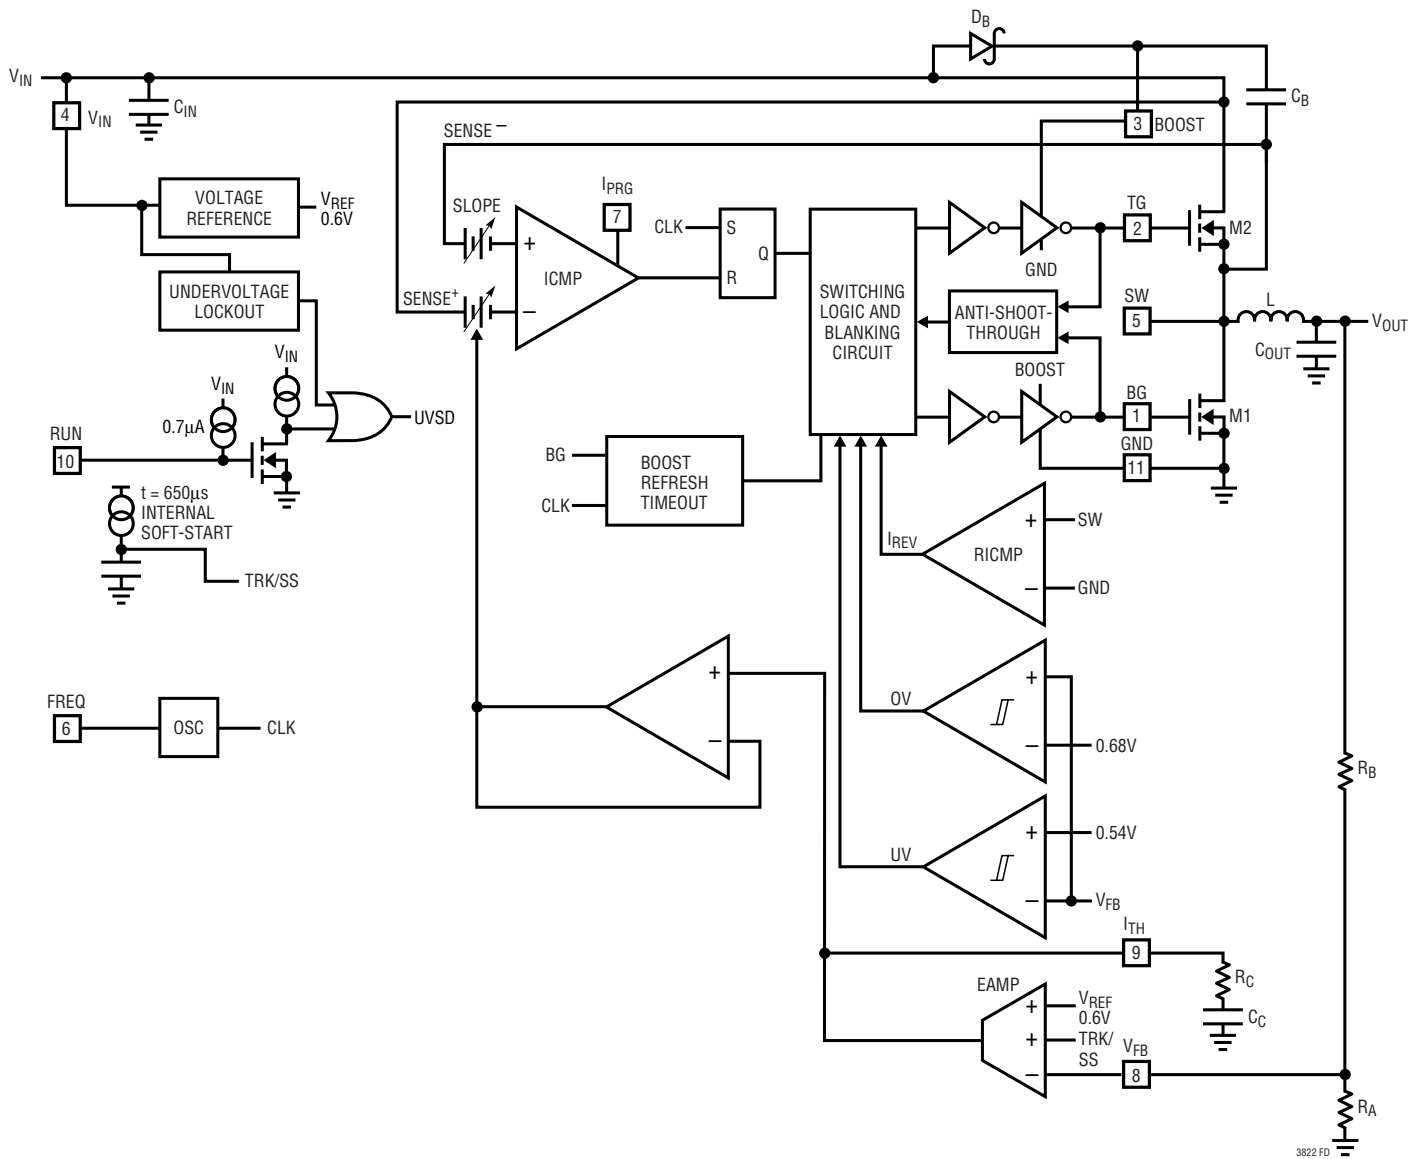 DB
VIN
4
VIN
CIN
CB
3
BOOST
SENSE –
VOLTAGE
REFERENCE
VREF
0.6V
SLOPE
IPRG
7
CLK
S
Q
R
+
ICMP
–
TG
2
M2
GND
UNDERVOLTAGE
LOCKOUT
SENSE+
SWITCHING
LOGIC AND
BLANKING
CIRCUIT
ANTI-SHOOT-
THROUGH
SW
5
L
VOUT
COUT
VIN
VIN
0.7µA
UVSD
RUN
10
BOOST
BG
1
M1
GND
11
t = 650µs
INTERNAL
SOFT-START
TRK/SS
BG
CLK
BOOST
REFRESH
TIMEOUT
IREV
+
SW
RICMP
–
GND
FREQ
6
OSC
CLK
+
–
OV
+
–
0.68V
RB
UV
+
0.54V
–
VFB
ITH
9
RC
CC
EAMP
+
VREF
0.6V
+
TRK/
SS
–
VFB
8
RA
3822 FD